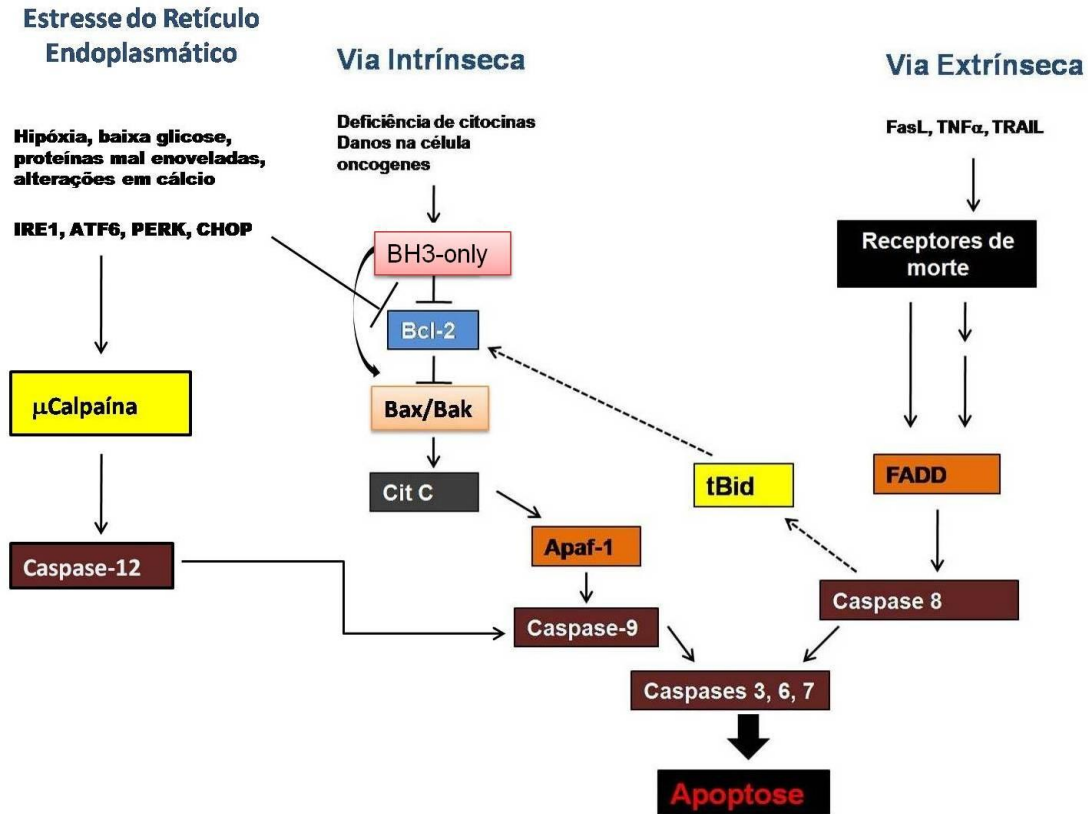 Estresse do Retículo
Endoplasmático
Hipóxia, baixa glicose,
proteínas mal enoveladas,
alterações em cálcio
IRE1, ATF6, PERK, CHOP
μCalpaína
Caspase-12
Via Intrínseca
Deficiência de citocinas
Danos na célula
oncogenes
BH3-only
Bcl-2
Bax/Bak
Cit C
Apaf-1
Caspase-9
Via Extrínseca
FasL, TNFα, TRAIL
Receptores de
morte
FADD
tBid
Caspase 8
Caspases 3, 6, 7
Apoptose